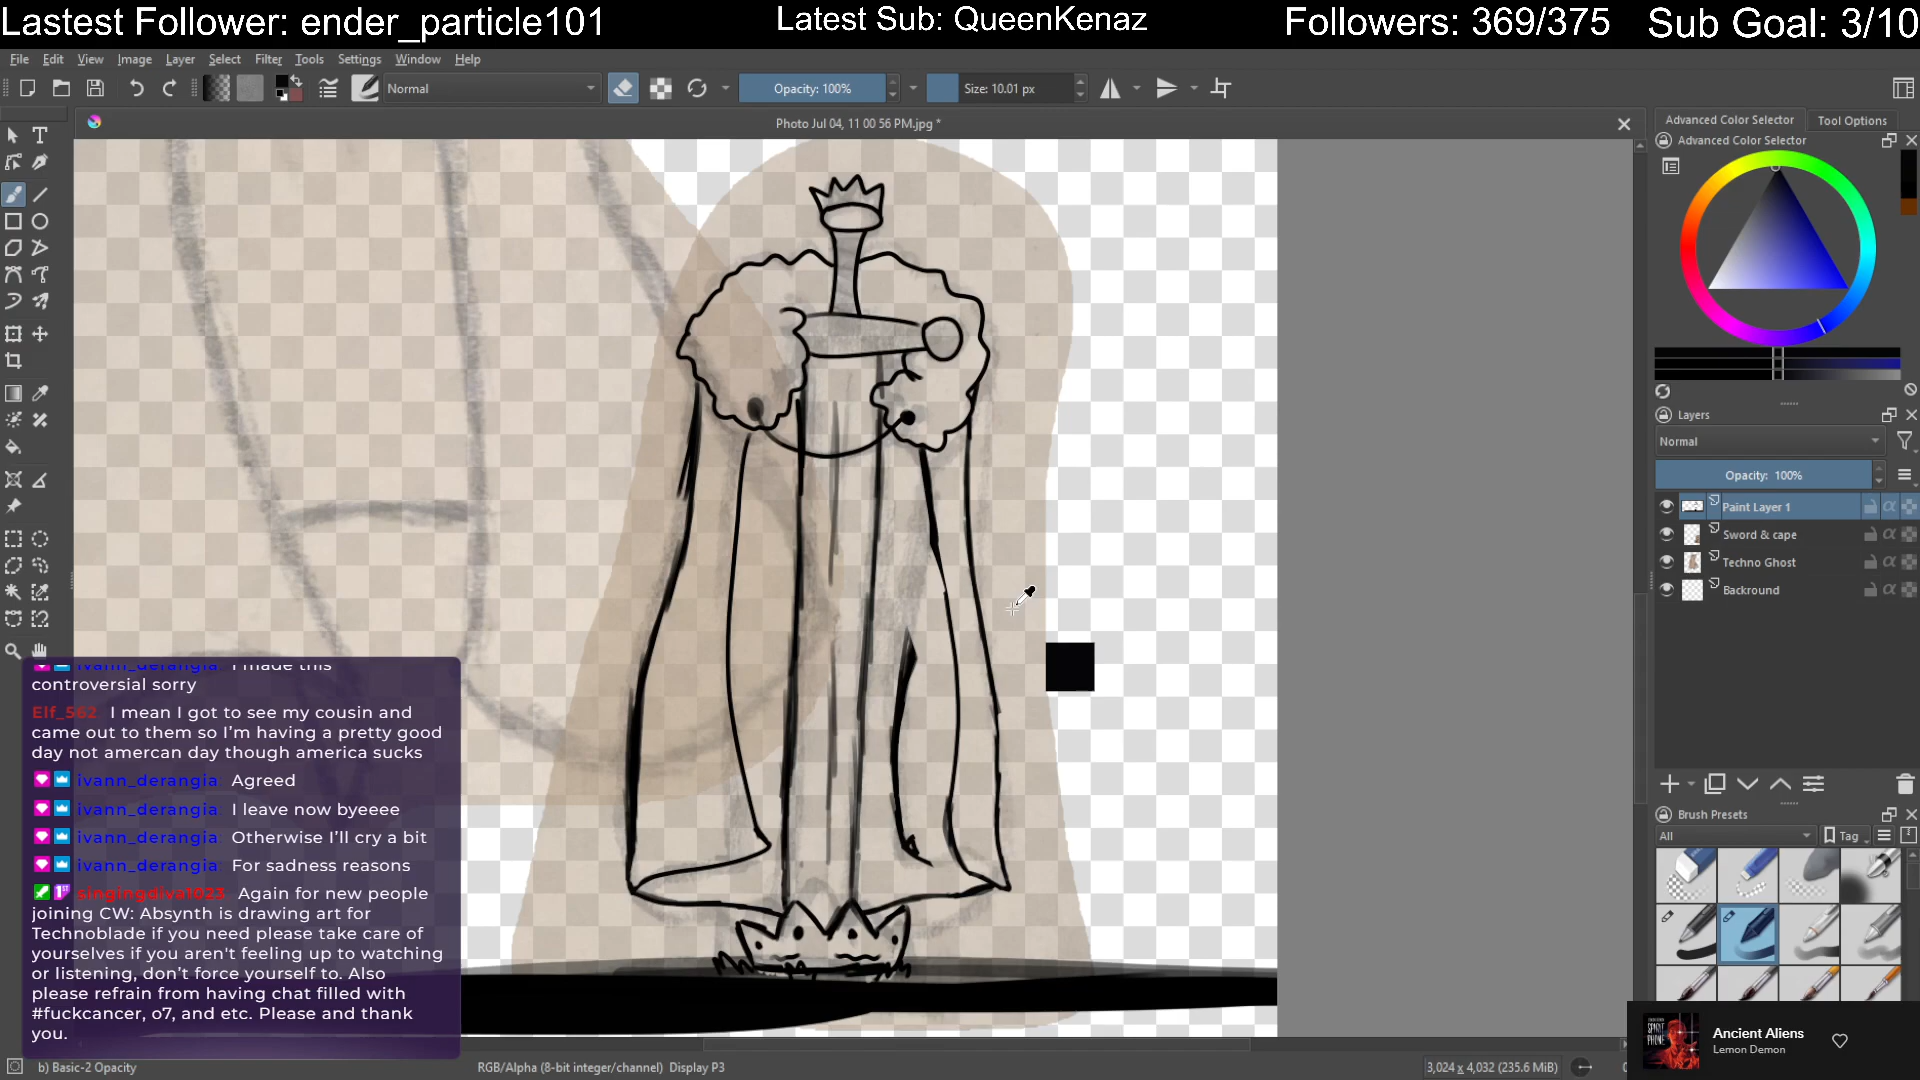 Lastest Follower: ender_particle101
Latest Sub: QueenKenaz
Followers: 369/375
Sub Goal: 3/10
File Edit View Image Layer Select Filter Tools Settings Window Help
Normal
Opacity: 100%
Size: 10.01 px
Photo Jul 04, 11 00 56 PM.jpg *
Advanced Color Selector
Tool Options
Advanced Color Selector
Layers
Normal
Opacity: 100%
Paint Layer 1
Sword & cape
Techno Ghost
Backround
Brush Presets
All
Tag
ivann_derangia: I made this
controversial sorry
Elf_562: I mean I got to see my cousin and
came out to them so I'm having a pretty good
day not amercan day though america sucks
ivann_derangia: Agreed
ivann_derangia: I leave now byeeee
ivann_derangia: Otherwise I'll cry a bit
ivann_derangia: For sadness reasons
singingdiva1023: Again for new people
joining CW: Absynth is drawing art for
Technoblade if you need please take care of
yourselves if you aren't feeling up to watching
or listening, don't force yourself to. Also
please refrain from having chat filled with
#fuckcancer, o7, and etc. Please and thank
you.
Ancient Aliens
Lemon Demon
b) Basic-2 Opacity
RGB/Alpha (8-bit integer/channel) Display P3
3,024 x 4,032 (235.6 MiB)